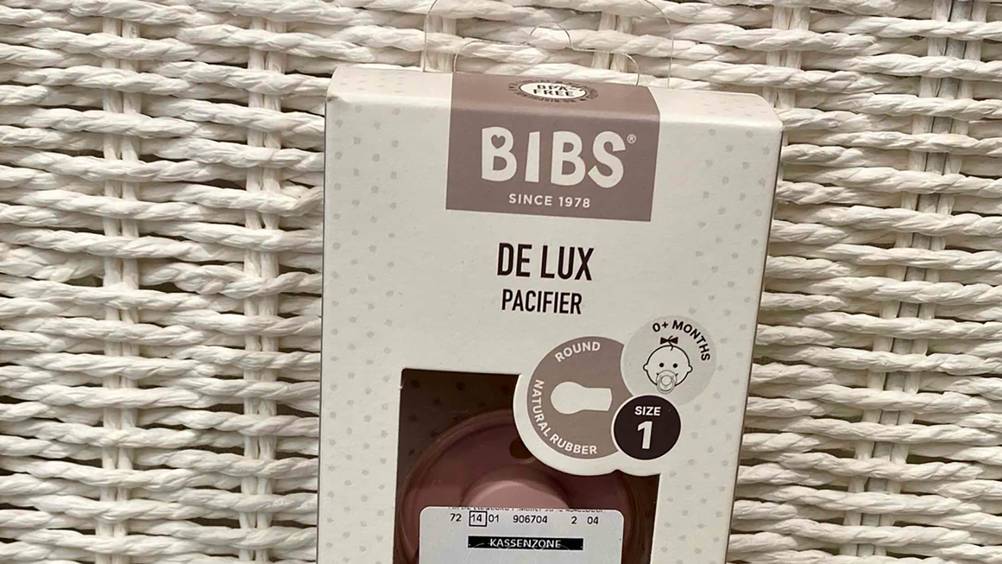 BPA
FREE
BIBS®
SINCE 1978
DE LUX
PACIFIER
0+ MONTHS
ROUND
NATURAL RUBBER
SIZE
1
72 14 01 906704 2 04
KASSENZONE